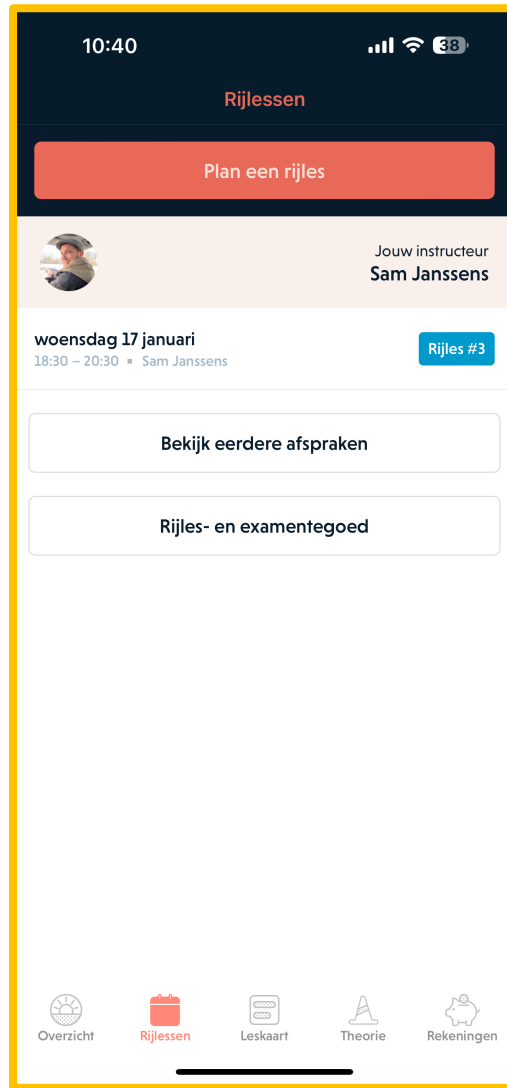 10:40
38
Rijlessen
Plan een rijles
Jouw instructeur
Sam Janssens
woensdag 17 januari
18:30 – 20:30 ▪ Sam Janssens
Rijles #3
Bekijk eerdere afspraken
Rijles- en examentegoed
Overzicht
Rijlessen
Leskaart
Theorie
Rekeningen